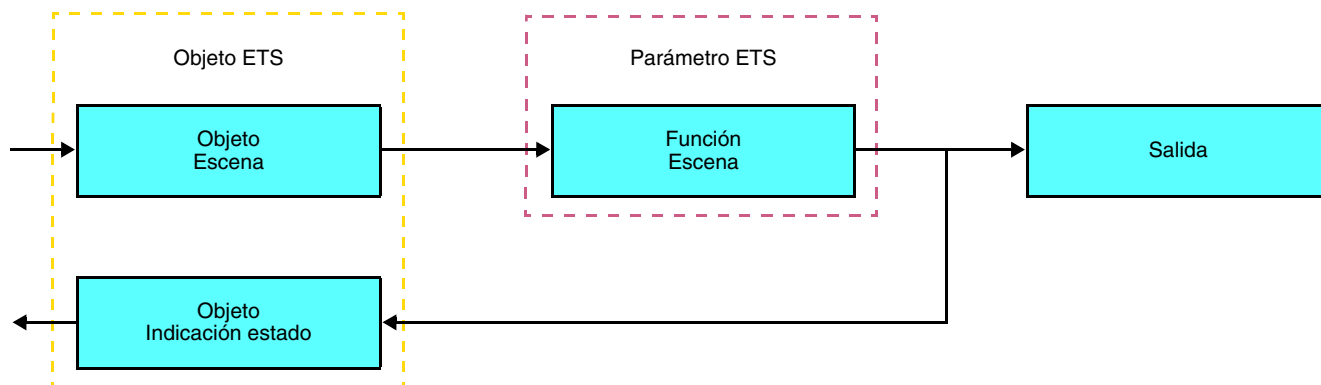 Objeto ETS
Parámetro ETS
Objeto
Escena
Función
Escena
Salida
Objeto
Indicación estado